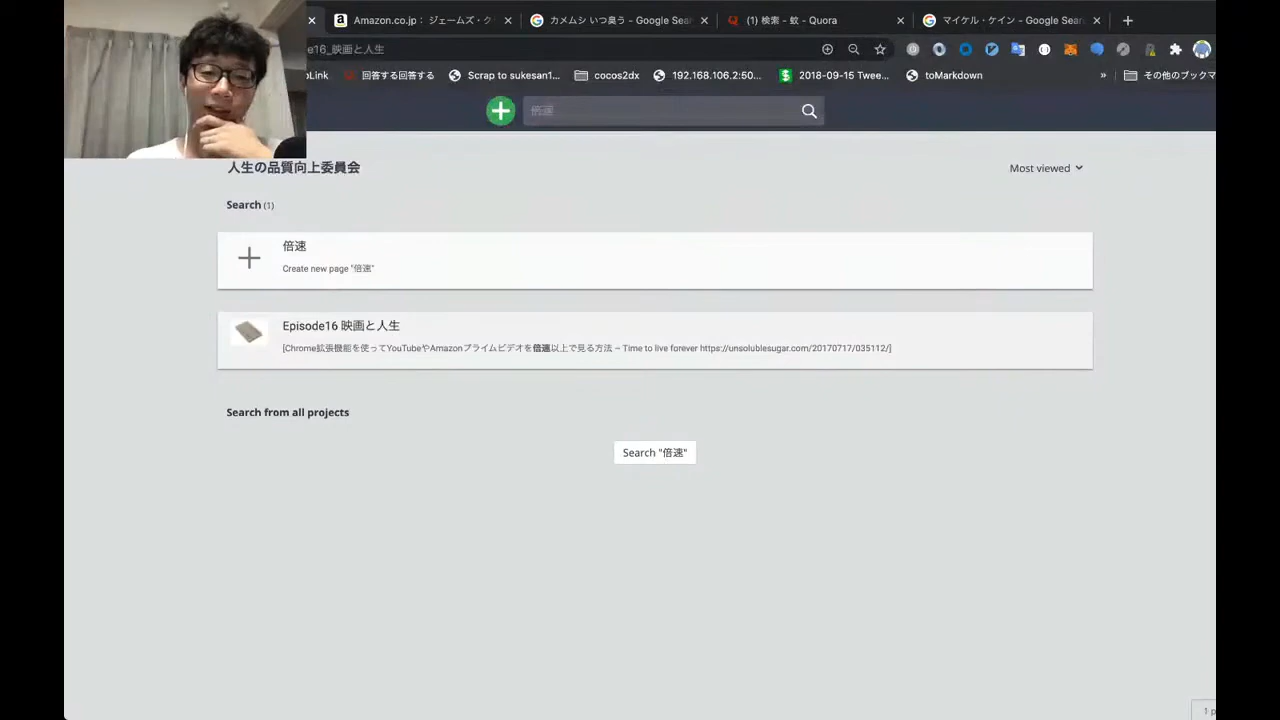 Amazon.co.jp： ジェームズ・ク
カメムシ いつ臭う - Google Sear
(1) 検索 - 蚊 - Quora
マイケル・ケイン - Google Searc
e16_映画と人生
oLink
回答する回答する
Scrap to sukesan1...
cocos2dx
192.168.106.2:50...
2018-09-15 Twee...
toMarkdown
»
その他のブックマ
倍速
人生の品質向上委員会
Most viewed
Search (1)
倍速
Create new page "倍速"
Episode16 映画と人生
[Chrome拡張機能を使ってYouTubeやAmazonプライムビデオを倍速以上で見る方法 – Time to live forever https://unsolublesugar.com/20170717/035112/]
Search from all projects
Search "倍速"
1 p